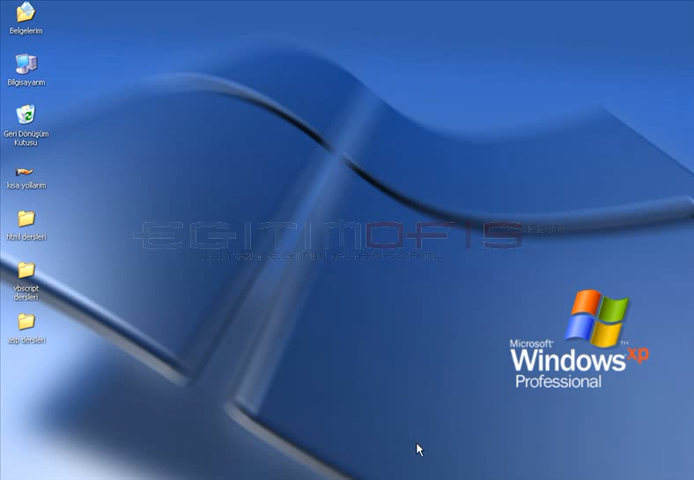 Belgelerim
Bilgisayarım
Geri Dönüşüm
Kutusu
kısa yollarım
html dersleri
vbscript
dersleri
asp dersleri
EGITIMOFIS
Microsoft
Windows xp
Professional